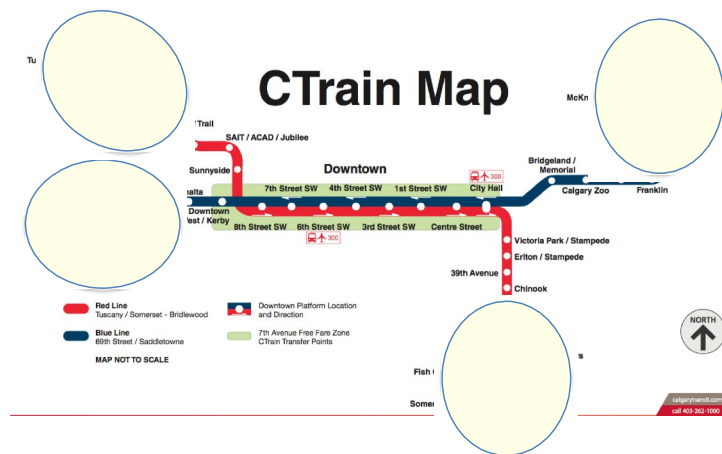 CTrain Map
Tu
McKn
/ Trail
SAIT / ACAD / Jubilee
Sunnyside
Downtown
300
Bridgeland /
Memorial
7th Street SW
4th Street SW
1st Street SW
City Hall
Calgary Zoo
Franklin
alta
Downtown
West / Kerby
8th Street SW
6th Street SW
3rd Street SW
Centre Street
300
Victoria Park / Stampede
Erlton / Stampede
39th Avenue
Chinook
Red Line
Tuscany / Somerset - Bridlewood
Blue Line
69th Street / Saddletowne
MAP NOT TO SCALE
Downtown Platform Location
and Direction
7th Avenue Free Fare Zone
CTrain Transfer Points
NORTH
s
Fish
Somer
calgarytransit.com
call 403-262-1000